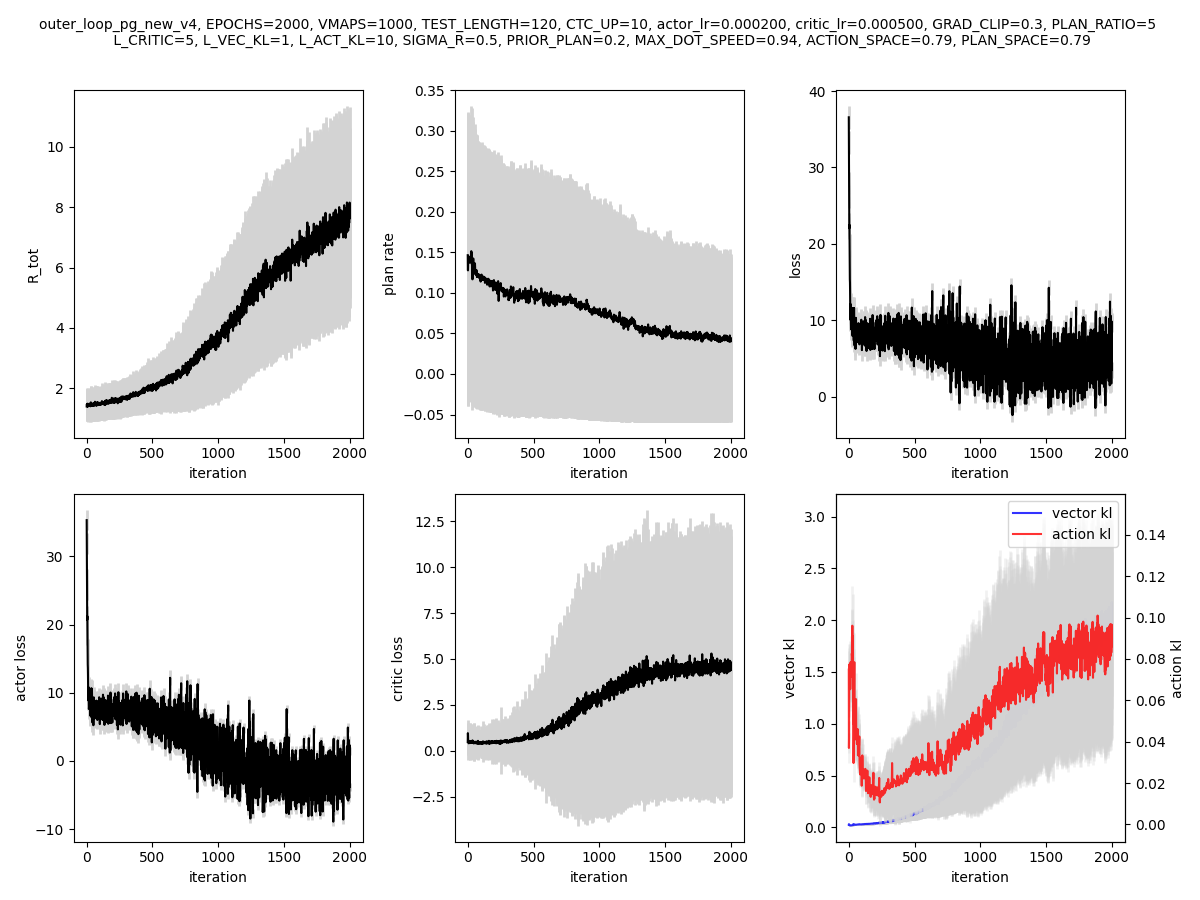 outer_loop_pg_new_v4, EPOCHS=2000, VMAPS=1000, TEST_LENGTH=120, CTC_UP=10, actor_lr=0.000200, critic_lr=0.000500, GRAD_CLIP=0.3, PLAN_RATIO=5
L_CRITIC=5, L_VEC_KL=1, L_ACT_KL=10, SIGMA_R=0.5, PRIOR_PLAN=0.2, MAX_DOT_SPEED=0.94, ACTION_SPACE=0.79, PLAN_SPACE=0.79
R_tot
10
8
6
4
2
0 500 1000 1500 2000
iteration
plan rate
0.35
0.30
0.25
0.20
0.15
0.10
0.05
0.00
−0.05
0 500 1000 1500 2000
iteration
loss
40
30
20
10
0
0 500 1000 1500 2000
iteration
actor loss
30
20
10
0
−10
0 500 1000 1500 2000
iteration
critic loss
12.5
10.0
7.5
5.0
2.5
0.0
−2.5
0 500 1000 1500 2000
iteration
vector kl
3.0
2.5
2.0
1.5
1.0
0.5
0.0
vector kl
action kl
0 500 1000 1500 2000
iteration
0.14
0.12
0.10
0.08
0.06
0.04
0.02
0.00
action kl